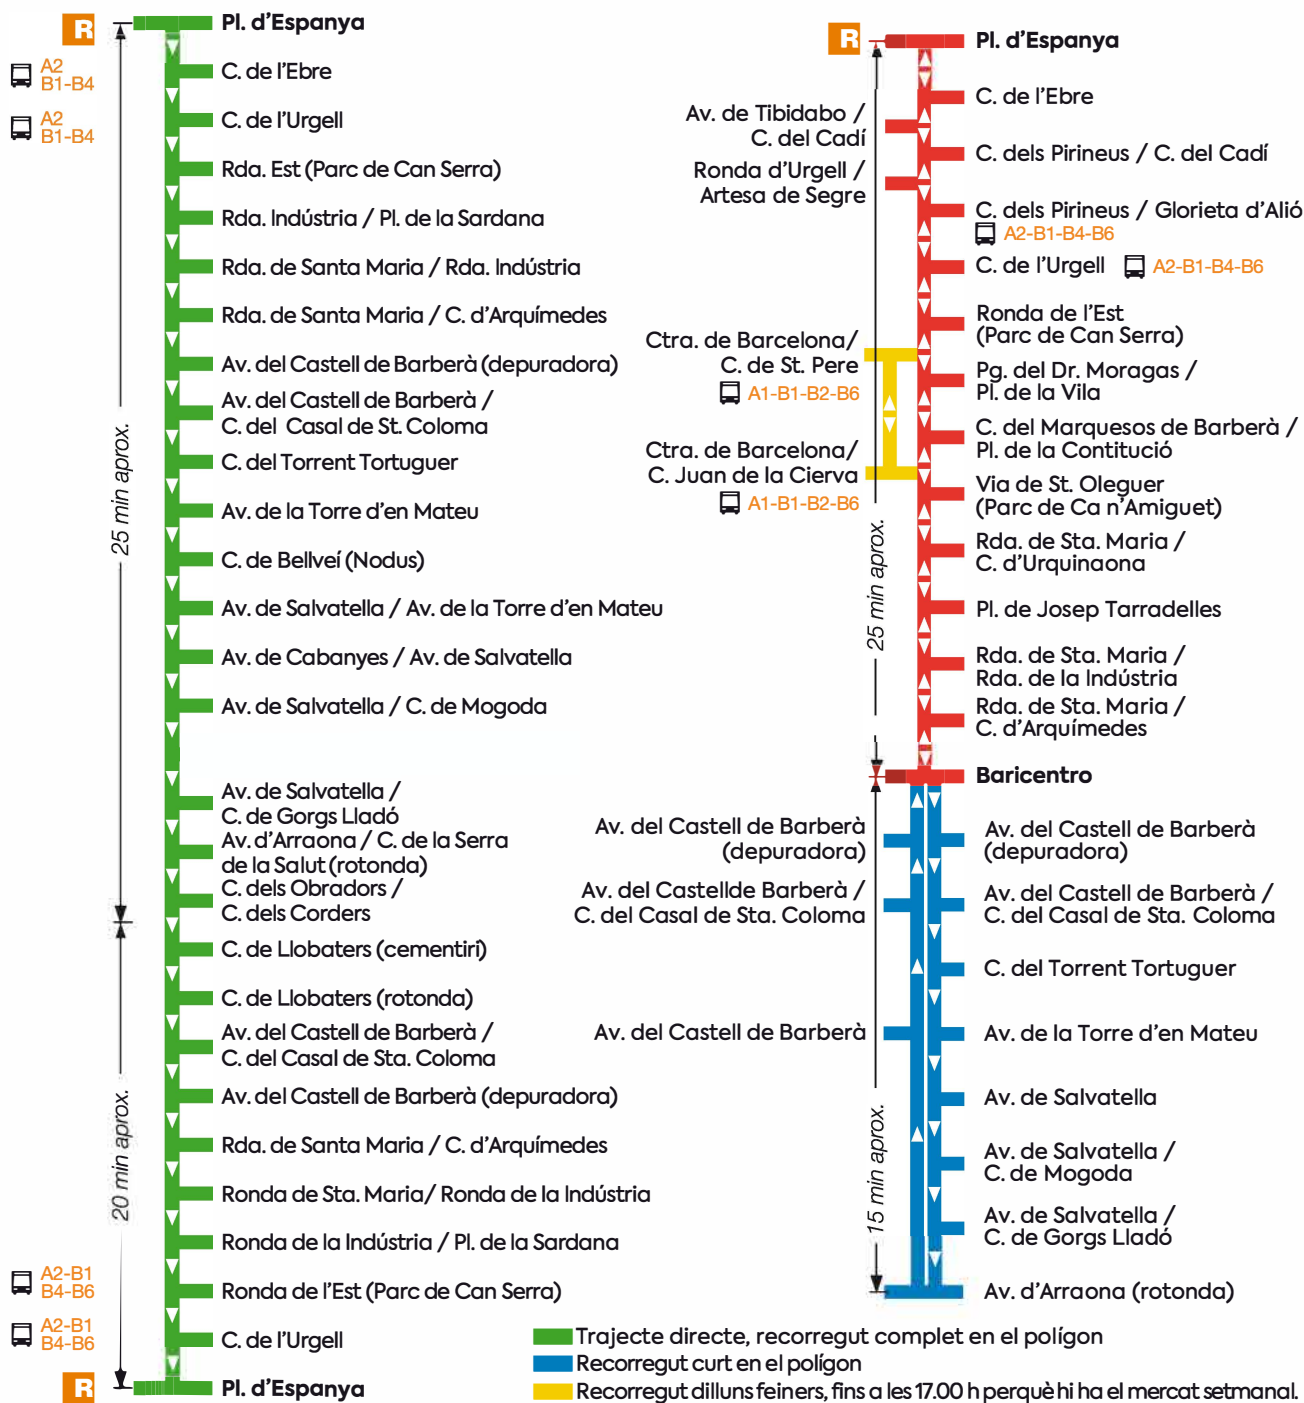 R
Pl. d'Espanya
A2
B1-B4
C. de l'Ebre
A2
B1-B4
C. de l'Urgell
Rda. Est (Parc de Can Serra)
Rda. Indústria / Pl. de la Sardana
Rda. de Santa Maria / Rda. Indústria
Rda. de Santa Maria / C. d'Arquímedes
Av. del Castell de Barberà (depuradora)
Av. del Castell de Barberà /
C. del Casal de St. Coloma
C. del Torrent Tortuguer
Av. de la Torre d'en Mateu
C. de Bellveí (Nodus)
Av. de Salvatella / Av. de la Torre d'en Mateu
Av. de Cabanyes / Av. de Salvatella
Av. de Salvatella / C. de Mogoda
Av. de Salvatella /
C. de Gorgs Lladó
Av. d'Arraona / C. de la Serra
de la Salut (rotonda)
C. dels Obradors /
C. dels Corders
C. de Llobaters (cementiri)
C. de Llobaters (rotonda)
Av. del Castell de Barberà /
C. del Casal de Sta. Coloma
Av. del Castell de Barberà (depuradora)
Rda. de Santa Maria / C. d'Arquímedes
Ronda de Sta. Maria/ Ronda de la Indústria
Ronda de la Indústria / Pl. de la Sardana
A2-B1
B4-B6
Ronda de l'Est (Parc de Can Serra)
A2-B1
B4-B6
C. de l'Urgell
R
Pl. d'Espanya
25 min aprox.
20 min aprox.
R
Pl. d'Espanya
C. de l'Ebre
Av. de Tibidabo /
C. del Cadí
C. dels Pirineus / C. del Cadí
Ronda d'Urgell /
Artesa de Segre
C. dels Pirineus / Glorieta d'Alió
A2-B1-B4-B6
C. de l'Urgell
A2-B1-B4-B6
Ronda de l'Est
(Parc de Can Serra)
Ctra. de Barcelona/
C. de St. Pere
A1-B1-B2-B6
Pg. del Dr. Moragas /
Pl. de la Vila
C. del Marquesos de Barberà /
Pl. de la Contitució
Ctra. de Barcelona/
C. Juan de la Cierva
A1-B1-B2-B6
Via de St. Oleguer
(Parc de Ca n'Amiguet)
Rda. de Sta. Maria /
C. d'Urquinaona
Pl. de Josep Tarradelles
Rda. de Sta. Maria /
Rda. de la Indústria
Rda. de Sta. Maria /
C. d'Arquímedes
25 min aprox.
Baricentro
Av. del Castell de Barberà
(depuradora)
Av. del Castell de Barberà
(depuradora)
Av. del Castellde Barberà /
C. del Casal de Sta. Coloma
Av. del Castell de Barberà /
C. del Casal de Sta. Coloma
C. del Torrent Tortuguer
Av. del Castell de Barberà
Av. de la Torre d'en Mateu
Av. de Salvatella
Av. de Salvatella /
C. de Mogoda
Av. de Salvatella /
C. de Gorgs Lladó
15 min aprox.
Av. d'Arraona (rotonda)
Trajecte directe, recorregut complet en el polígon
Recorregut curt en el polígon
Recorregut dilluns feiners, fins a les 17.00 h perquè hi ha el mercat setmanal.